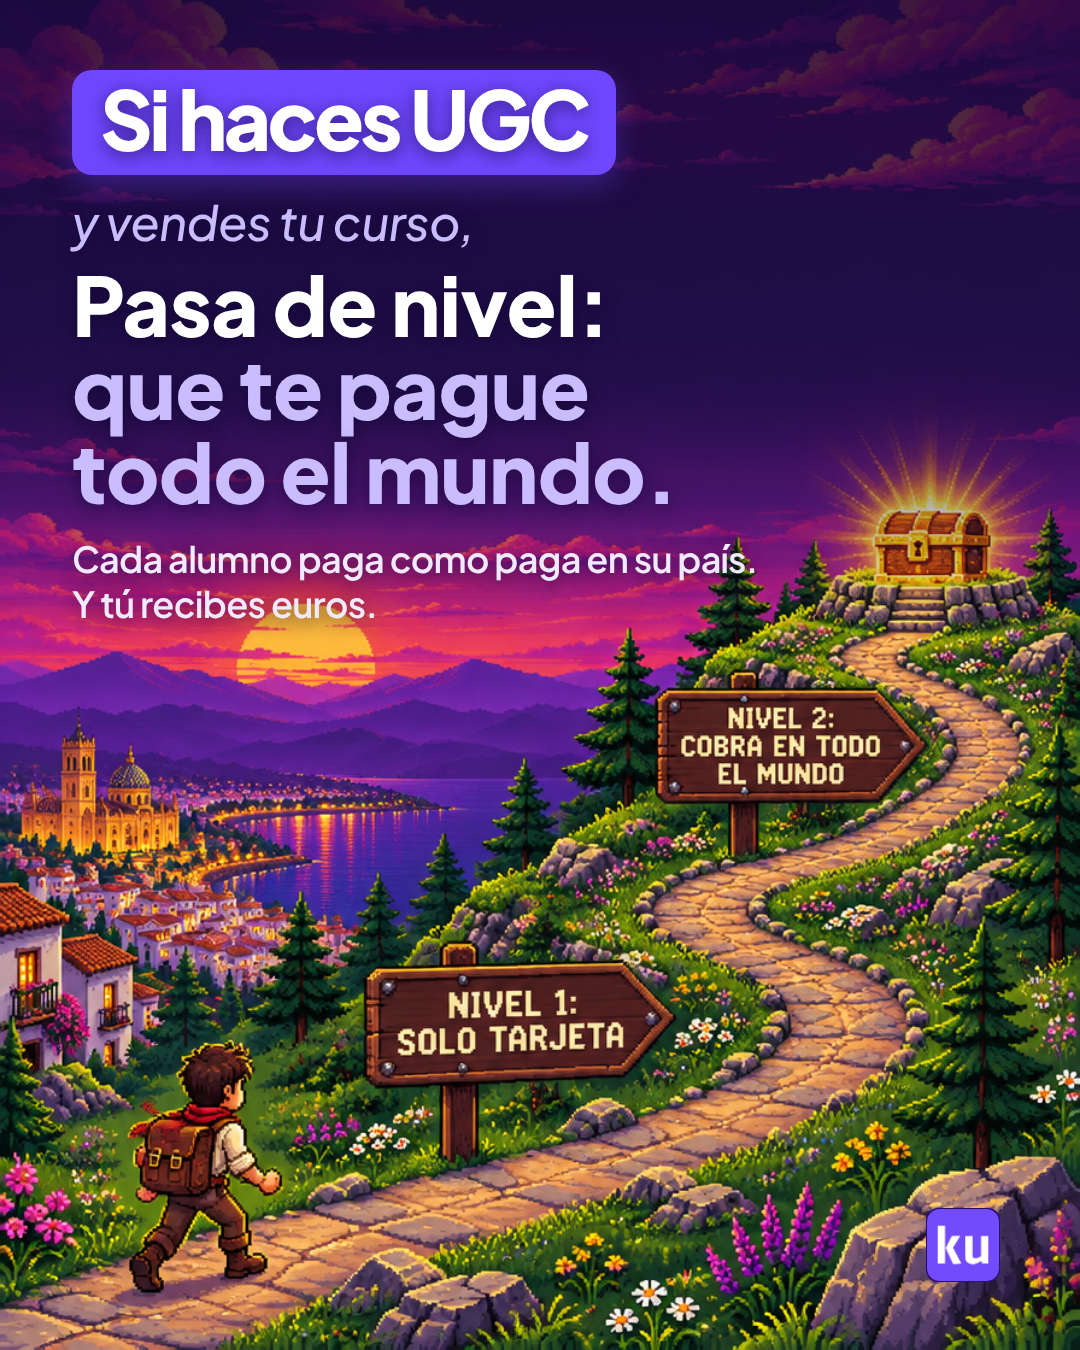 Si haces UGC
y vendes tu curso,
Pasa de nivel:
que te pague
todo el mundo.
Cada alumno paga como paga en su país.
Y tú recibes euros.
NIVEL 2:
COBRA EN TODO
EL MUNDO
NIVEL 1:
SOLO TARJETA
ku